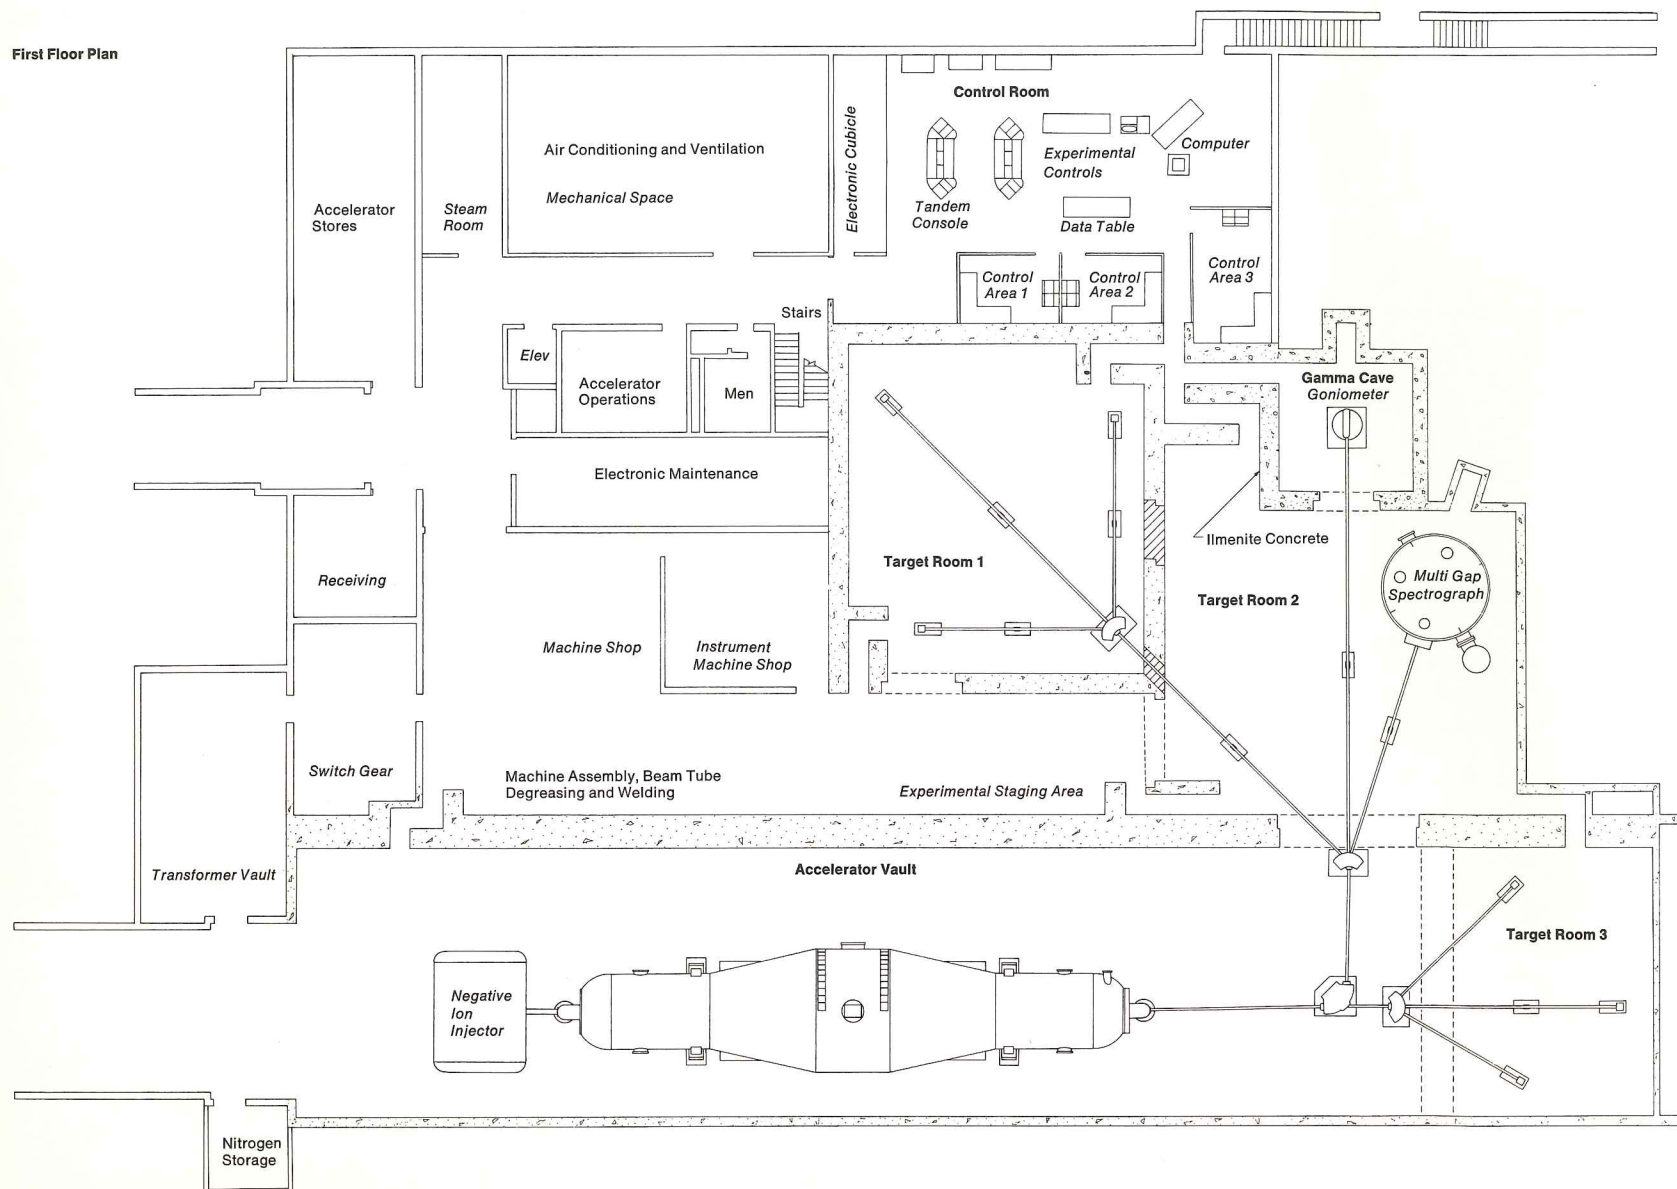 First Floor Plan
Control Room
Air Conditioning and Ventilation
Mechanical Space
Electronic Cubicle
Experimental
Controls
Computer
Accelerator
Stores
Steam
Room
Tandem
Console
Data Table
Control
Area 1
Control
Area 2
Control
Area 3
Stairs
Elev
Accelerator
Operations
Men
Gamma Cave
Goniometer
Electronic Maintenance
Ilmenite Concrete
Target Room 1
Receiving
Multi Gap
Spectrograph
Target Room 2
Machine Shop
Instrument
Machine Shop
Switch Gear
Machine Assembly, Beam Tube
Degreasing and Welding
Experimental Staging Area
Transformer Vault
Accelerator Vault
Target Room 3
Negative
Ion
Injector
Nitrogen
Storage